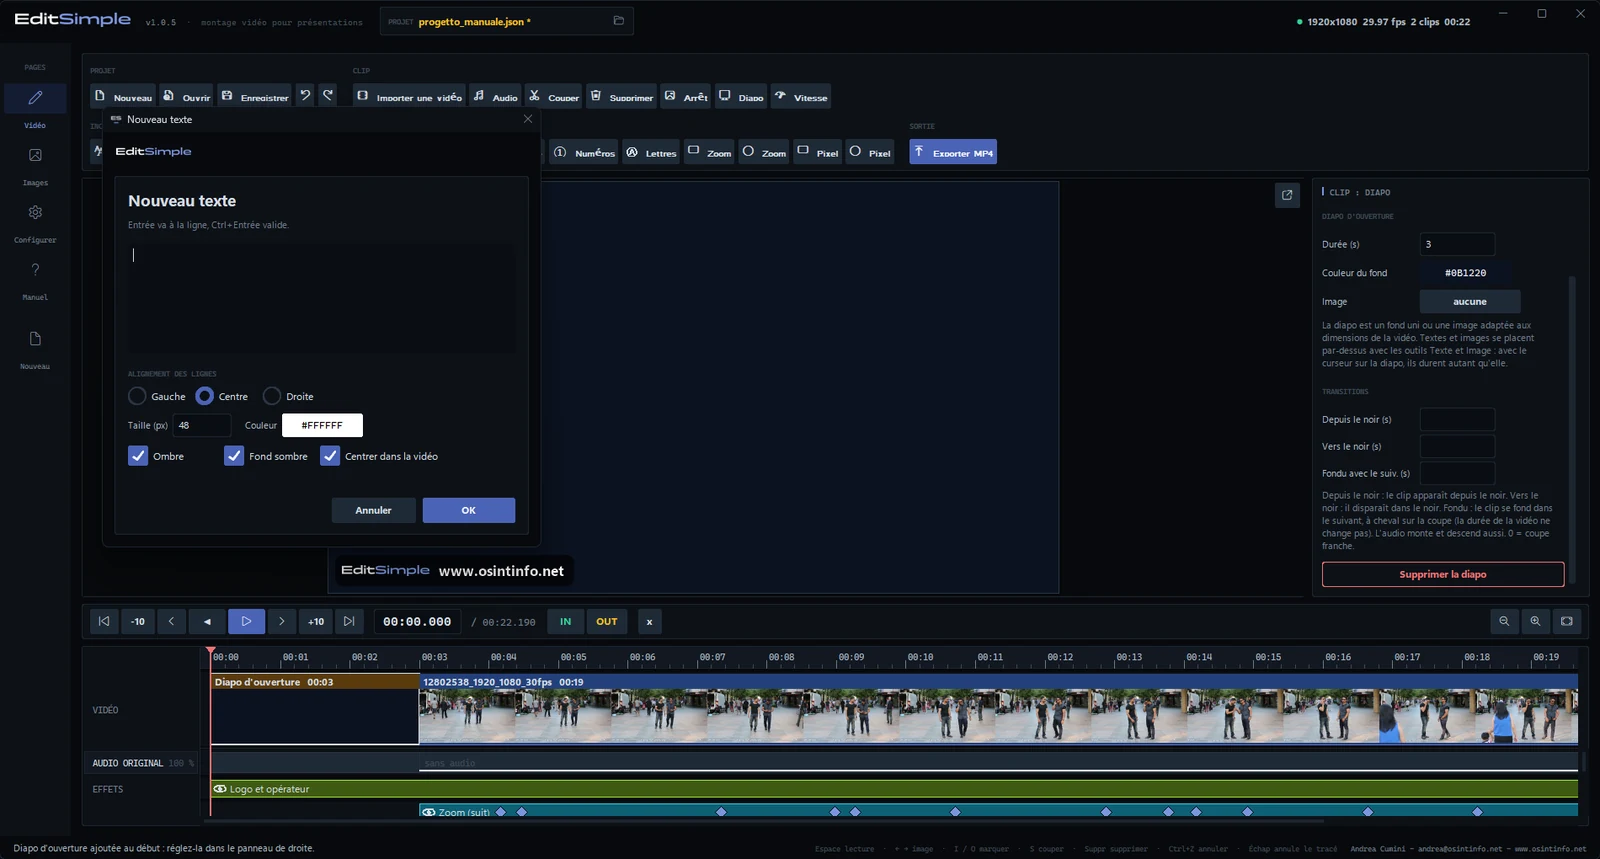 EditSimple v1.0.5 - montage vidéo pour présentations
PROJET progetto_manuale.json *
1920x1080 29.97 fps 2 clips 00:22
PAGES
Vidéo
Images
Configurer
Manuel
Nouveau
PROJET
Nouveau Ouvrir Enregistrer
CLIP
Importer une vidéo Audio Couper Supprimer Arrêt Diapo Vitesse
Numéros Lettres Zoom Zoom Pixel Pixel
SORTIE
Exporter MP4
Nouveau texte
EditSimple
Nouveau texte
Entrée va à la ligne, Ctrl+Entrée valide.
ALIGNEMENT DES LIGNES
Gauche Centre Droite
Taille (px) 48 Couleur #FFFFFF
Ombre Fond sombre Centrer dans la vidéo
Annuler OK
EditSimple www.osintinfo.net
CLIP : DIAPO
DIAPO D'OUVERTURE
Durée (s) 3
Couleur du fond #0B1220
Image aucune
La diapo est un fond uni ou une image adaptée aux
dimensions de la vidéo. Textes et images se placent
par-dessus avec les outils Texte et Image : avec le
curseur sur la diapo, ils durent autant qu'elle.
TRANSITIONS
Depuis le noir (s)
Vers le noir (s)
Fondu avec le suiv. (s)
Depuis le noir : le clip apparaît depuis le noir. Vers le
noir : il disparaît dans le noir. Fondu : le clip se fond dans
le suivant, à cheval sur la coupe (la durée de la vidéo ne
change pas). L'audio monte et descend aussi. 0 = coupe
franche.
Supprimer la diapo
-10 +10 00:00.000 / 00:22.190 IN OUT x
00:00 00:01 00:02 00:03 00:04 00:05 00:06 00:07 00:08 00:09 00:10 00:11 00:12 00:13 00:14 00:15 00:16 00:17 00:18 00:19
Diapo d'ouverture 00:03
12802538_1920_1080_30fps 00:19
VIDÉO
AUDIO ORIGINAL 100 %
sans audio
EFFETS
Logo et opérateur
Zoom (suit)
Diapo d'ouverture ajoutée au début : réglez-la dans le panneau de droite.
Espace lecture · ← → image · I / O marquer · S couper · Suppr supprimer · Ctrl+Z annuler · Échap annule le tracé
Andrea Cumini - andrea@osintinfo.net - www.osintinfo.net